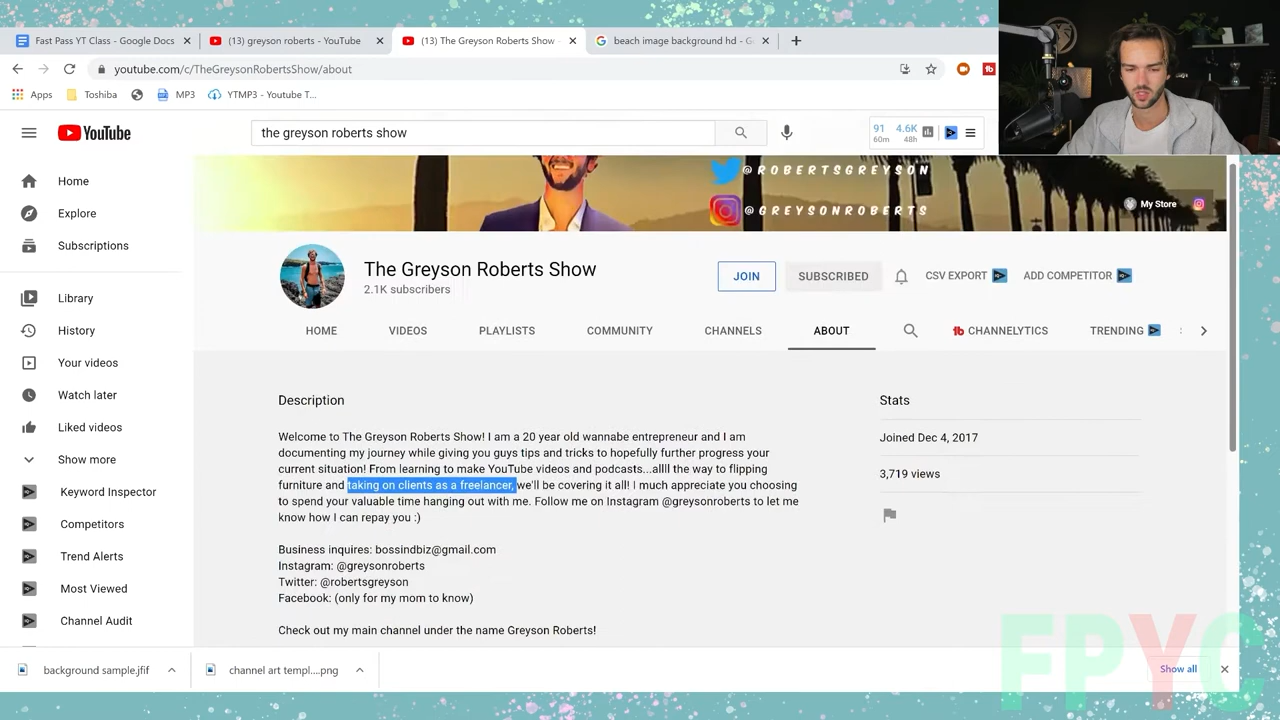 Fast Pass YT Class - Google Docs
(13) greyson roberts - YouTube
(13) The Greyson Roberts Show -
beach image background hd - G
youtube.com/c/TheGreysonRobertsShow/about
Apps
Toshiba
MP3
YTMP3 - Youtube T...
YouTube
the greyson roberts show
91
60m
4.6K
48h
@ROBERTSGREYSON
@GREYSONROBERTS
My Store
Home
Explore
Subscriptions
Library
History
Your videos
Watch later
Liked videos
Show more
Keyword Inspector
Competitors
Trend Alerts
Most Viewed
Channel Audit
The Greyson Roberts Show
2.1K subscribers
JOIN
SUBSCRIBED
CSV EXPORT
ADD COMPETITOR
HOME
VIDEOS
PLAYLISTS
COMMUNITY
CHANNELS
ABOUT
CHANNELYTICS
TRENDING
Description
Welcome to The Greyson Roberts Show! I am a 20 year old wannabe entrepreneur and I am
documenting my journey while giving you guys tips and tricks to hopefully further progress your
current situation! From learning to make YouTube videos and podcasts...allll the way to flipping
furniture and taking on clients as a freelancer, we'll be covering it all! I much appreciate you choosing
to spend your valuable time hanging out with me. Follow me on Instagram @greysonroberts to let me
know how I can repay you :)
Business inquires: bossindbiz@gmail.com
Instagram: @greysonroberts
Twitter: @robertsgreyson
Facebook: (only for my mom to know)
Check out my main channel under the name Greyson Roberts!
Stats
Joined Dec 4, 2017
3,719 views
background sample.jfif
channel art templ....png
Show all
FPYC